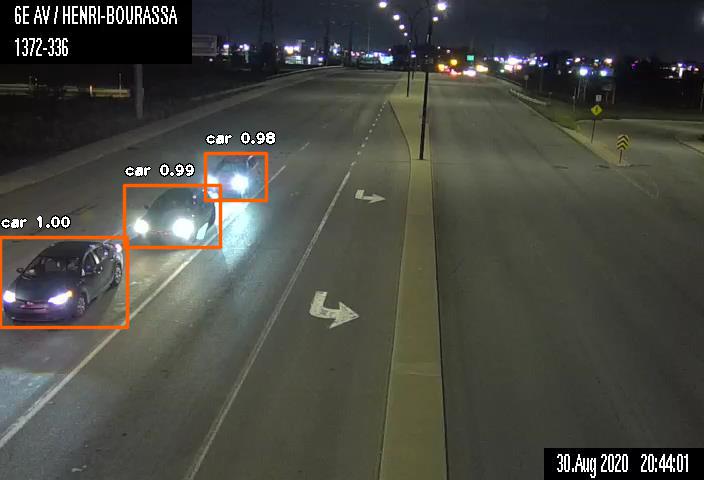 6E AV / HENRI-BOURASSA
1372-336
car 0.98
car 0.99
car 1.00
30.Aug 2020 20:44:01